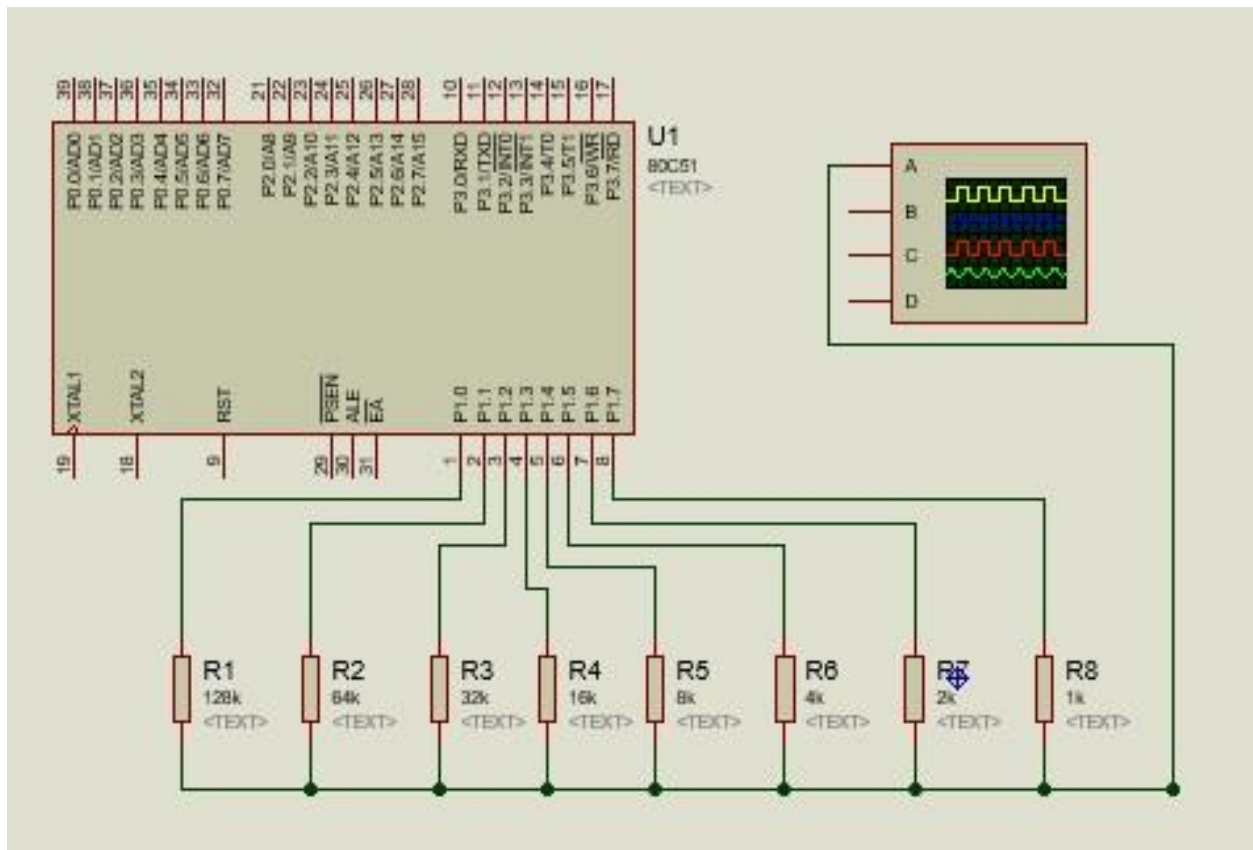 39
38
37
36
35
34
33
32
21
22
23
24
25
26
27
28
10
11
12
13
14
15
16
17
P0.0/AD0
P0.1/AD1
P0.2/AD2
P0.3/AD3
P0.4/AD4
P0.5/AD5
P0.6/AD6
P0.7/AD7
P2.0/A8
P2.1/A9
P2.2/A10
P2.3/A11
P2.4/A12
P2.5/A13
P2.6/A14
P2.7/A15
P3.0/RXD
P3.1/TXD
P3.2/INT0
P3.3/INT1
P3.4/T0
P3.5/T1
P3.6/WR
P3.7/RD
U1
80C51
<TEXT>
A
B
C
D
XTAL1
XTAL2
RST
PSEN
ALE
EA
P1.0
P1.1
P1.2
P1.3
P1.4
P1.5
P1.6
P1.7
19
18
9
29
30
31
1
2
3
4
5
6
7
8
R1
128k
<TEXT>
R2
64k
<TEXT>
R3
32k
<TEXT>
R4
16k
<TEXT>
R5
8k
<TEXT>
R6
4k
<TEXT>
R7
2k
<TEXT>
R8
1k
<TEXT>